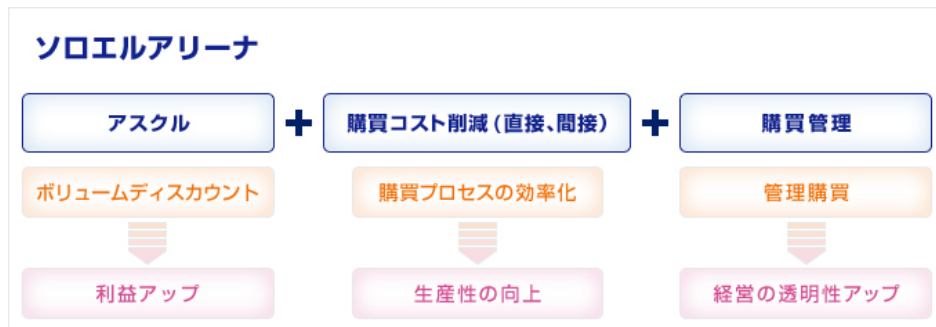 ソロエルアリーナ
アスクル + 購買コスト削減(直接、間接) + 購買管理
ボリュームディスカウント 購買プロセスの効率化 管理購買
利益アップ 生産性の向上 経営の透明性アップ